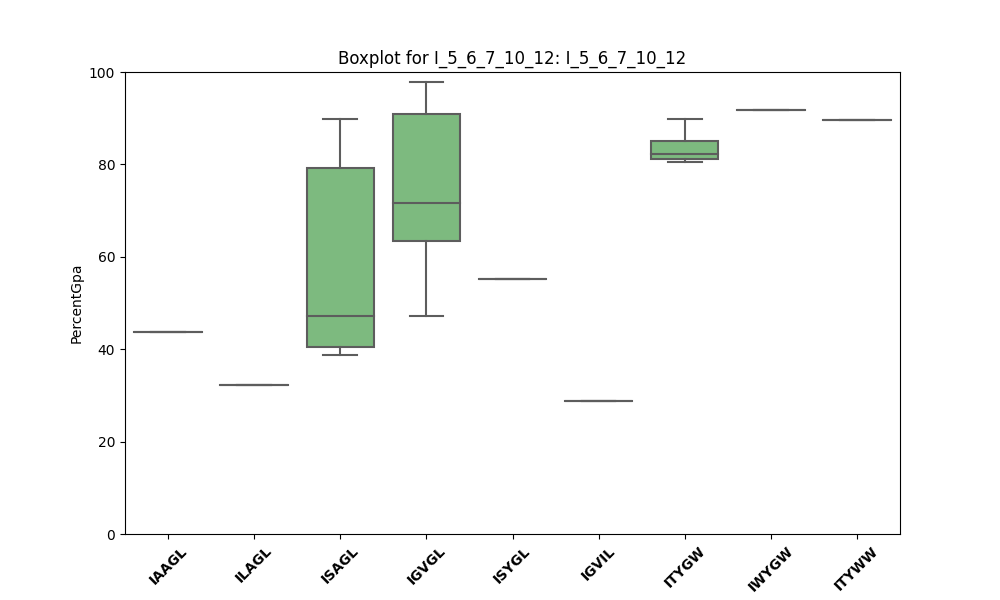 Boxplot for I_5_6_7_10_12: I_5_6_7_10_12
100
80
60
40
20
0
PercentGpa
IAAGL
ILAGL
ISAGL
IGVGL
ISYGL
IGVIL
ITYGW
IWYGW
ITYWW